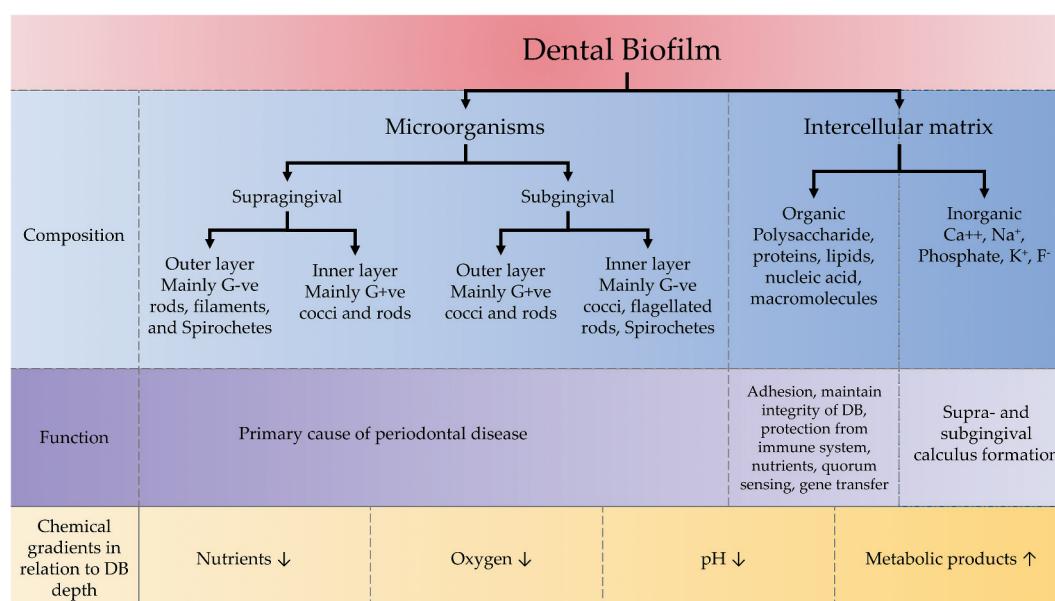 Dental Biofilm
Composition
Microorganisms
Supragingival
Outer layer
Mainly G-ve
rods, filaments,
and Spirochetes
Inner layer
Mainly G+ve
cocci and rods
Subgingival
Outer layer
Mainly G+ve
cocci and rods
Inner layer
Mainly G-ve
cocci, flagellated
rods, Spirochetes
Intercellular matrix
Organic
Polysaccharide,
proteins, lipids,
nucleic acid,
macromolecules
Inorganic
Ca++, Na⁺,
Phosphate, K⁺, F⁻
Function
Primary cause of periodontal disease
Adhesion, maintain
integrity of DB,
protection from
immune system,
nutrients, quorum
sensing, gene transfer
Supra- and
subgingival
calculus formation
Chemical
gradients in
relation to DB
depth
Nutrients ↓
Oxygen ↓
pH ↓
Metabolic products ↑